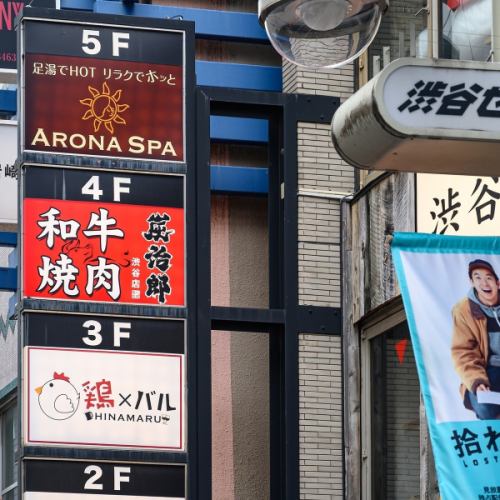 5F
足湯でHOT リラクでホッと
ARONA SPA
4F
和牛
焼肉
英治郎
渋谷店
3F
鶏×バル
HINAMARU
2F
渋谷セ
渋谷
拾わ
LOST